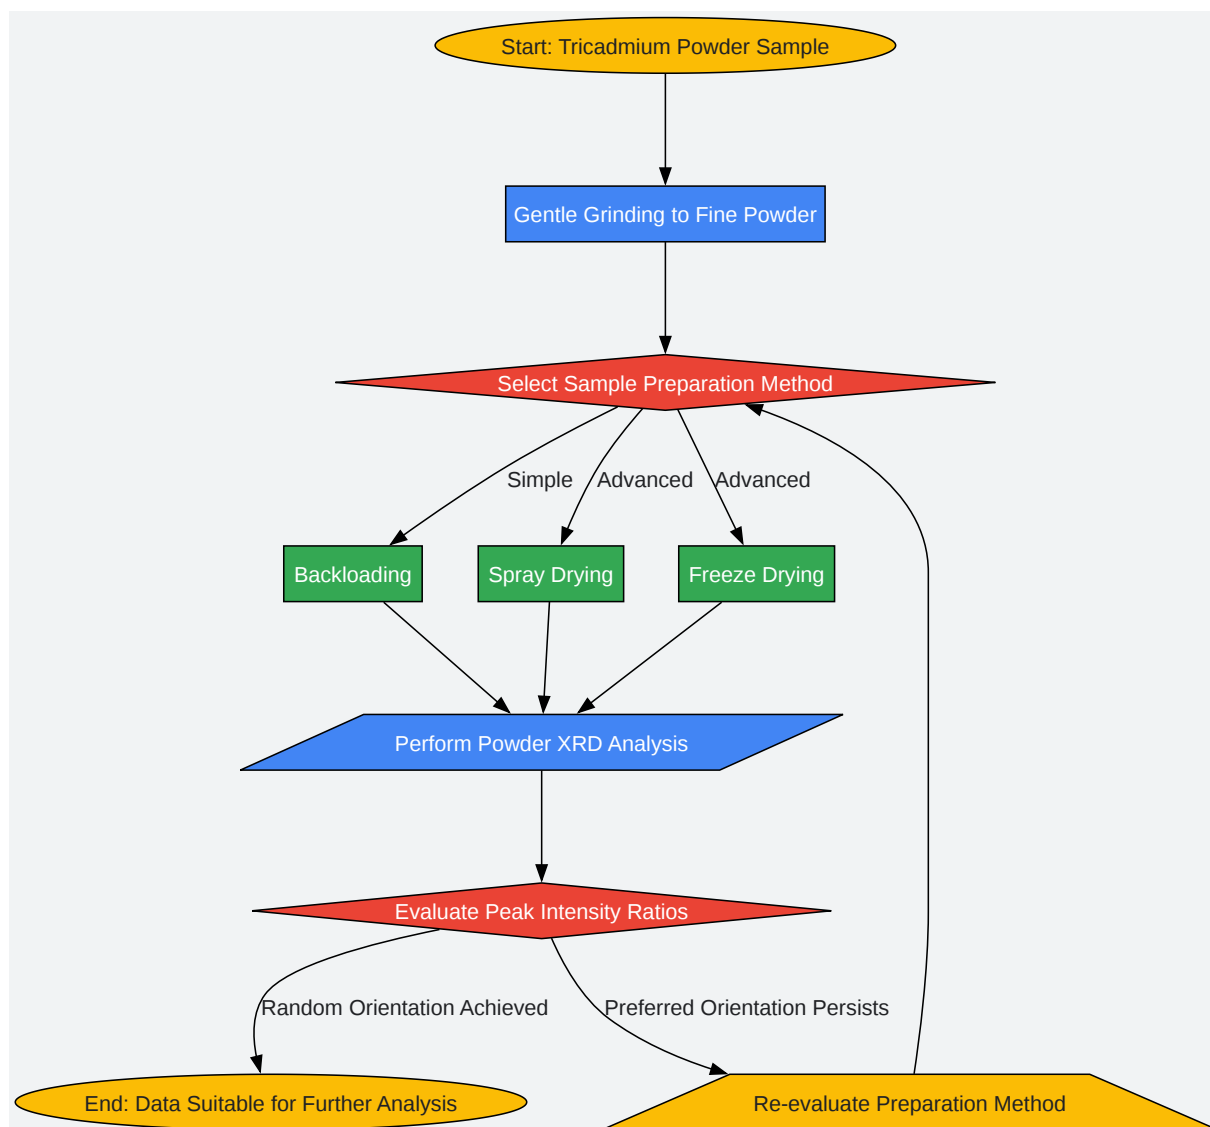 Start: Tricadmium Powder Sample
Gentle Grinding to Fine Powder
Select Sample Preparation Method
Simple
Advanced
Advanced
Backloading
Spray Drying
Freeze Drying
Perform Powder XRD Analysis
Evaluate Peak Intensity Ratios
Random Orientation Achieved
Preferred Orientation Persists
End: Data Suitable for Further Analysis
Re-evaluate Preparation Method